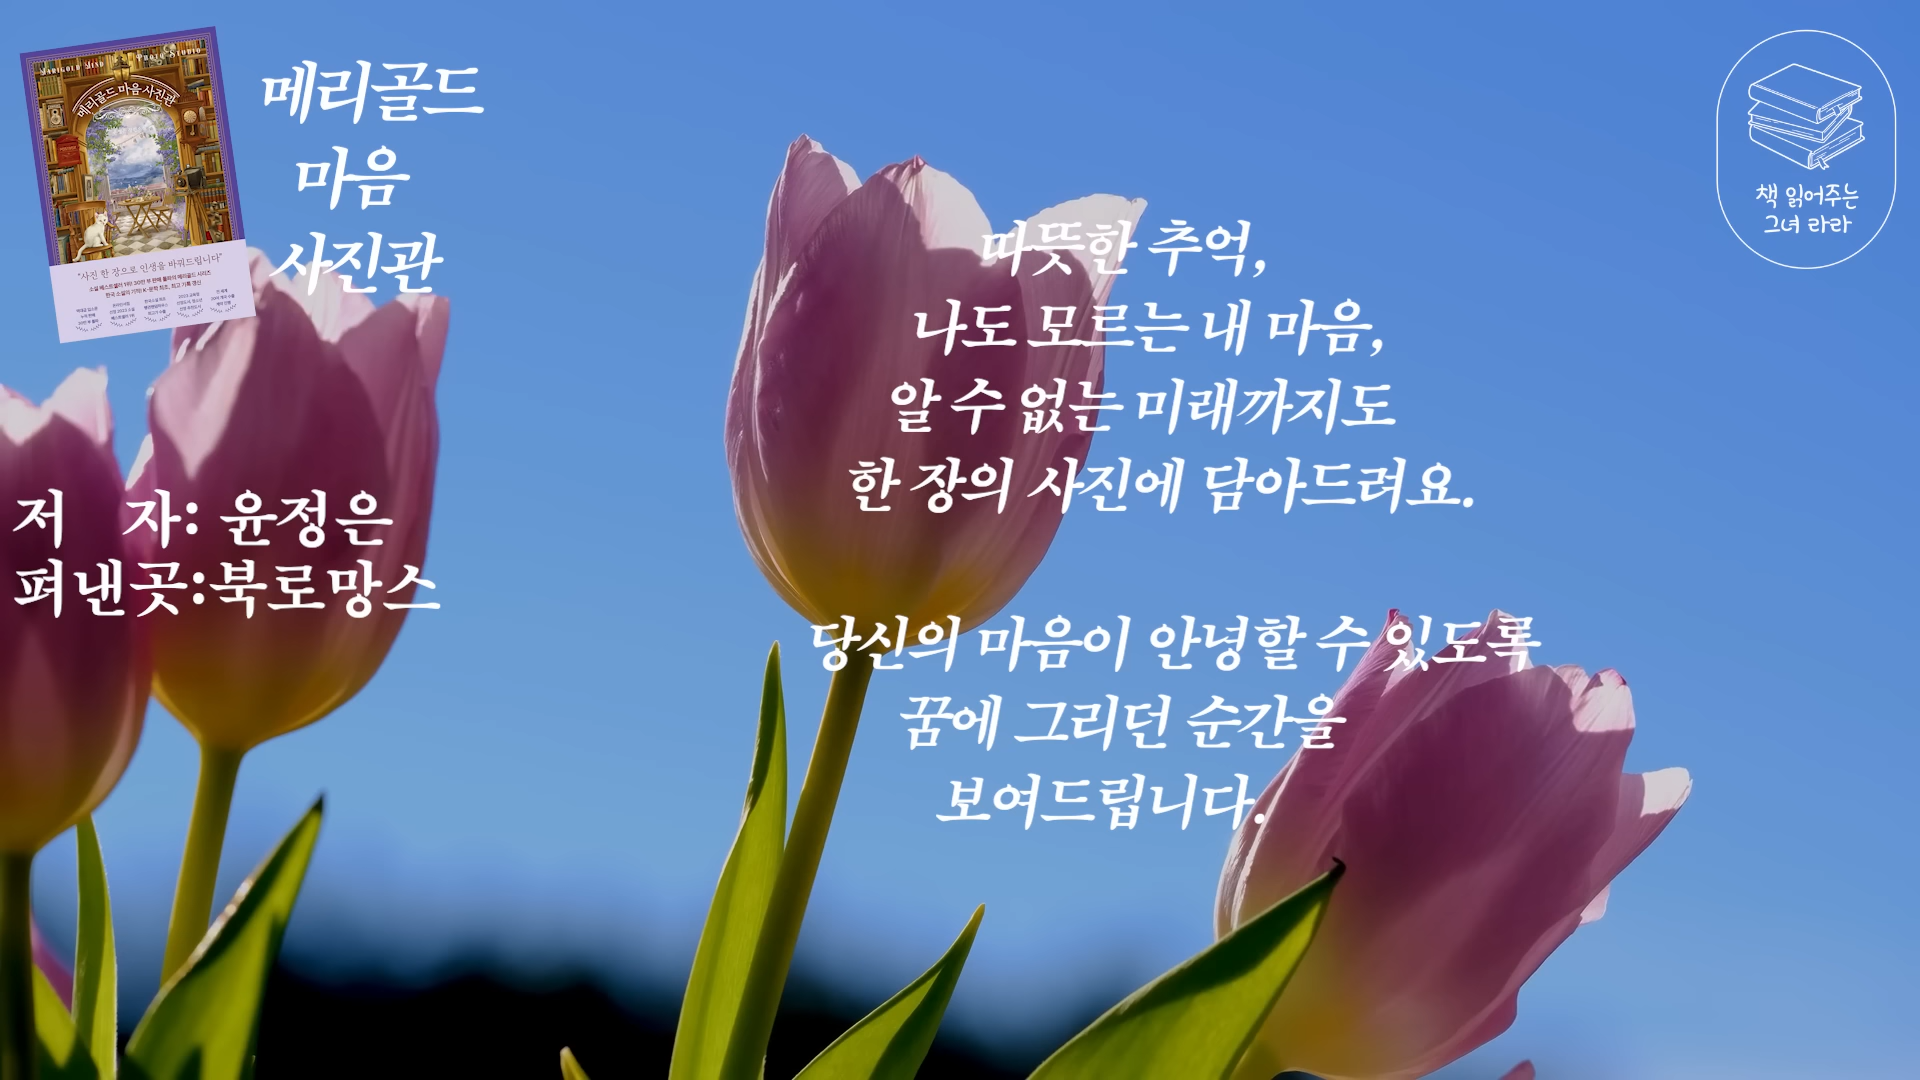 MARIGOLD MIND PHOTO STUDIO
메리골드 마음 사진관
"사진 한 장으로 인생을 바꿔드립니다"
메리골드
마음
사진관
저 자: 윤정은
펴낸곳:북로망스
따뜻한 추억,
나도 모르는 내 마음,
알 수 없는 미래까지도
한 장의 사진에 담아드려요.
당신의 마음이 안녕할 수 있도록
꿈에 그리던 순간을
보여드립니다.
책 읽어주는
그녀 라라